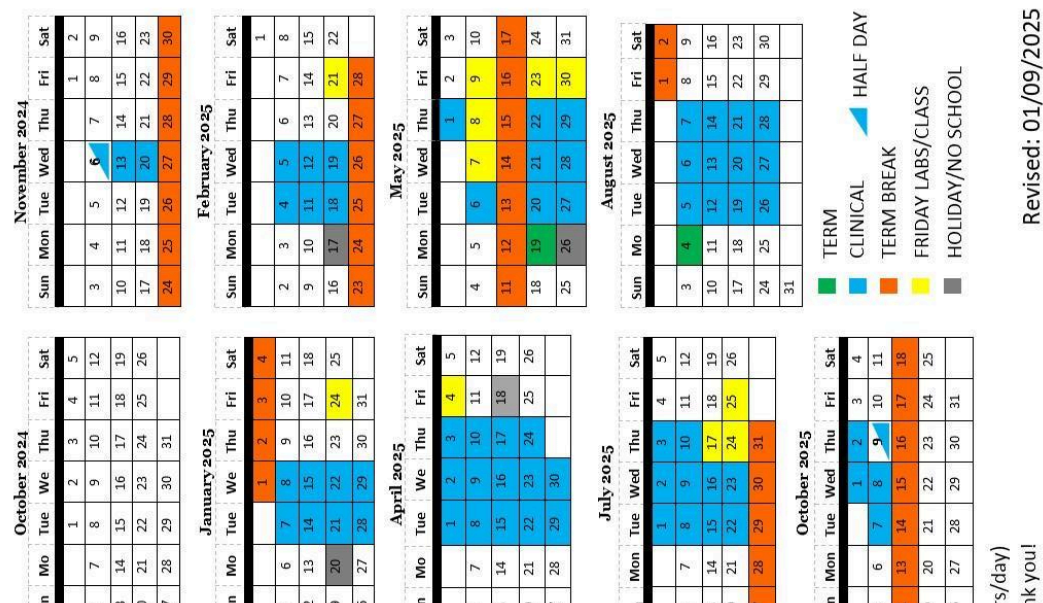 October 2024
Mo Tue We Thu Fri Sat
1 2 3 4 5
7 8 9 10 11 12
14 15 16 17 18 19
21 22 23 24 25 26
28 29 30 31
November 2024
Sun Mon Tue Wed Thu Fri Sat
1 2
3 4 5 6 7 8 9
10 11 12 13 14 15 16
17 18 19 20 21 22 23
24 25 26 27 28 29 30
January 2025
Mo Tue We Thu Fri Sat
1 2 3 4
6 7 8 9 10 11
13 14 15 16 17 18
20 21 22 23 24 25
27 28 29 30 31
February 2025
Sun Mon Tue Wed Thu Fri Sat
1
2 3 4 5 6 7 8
9 10 11 12 13 14 15
16 17 18 19 20 21 22
23 24 25 26 27 28
April 2025
Mo Tue We Thu Fri Sat
1 2 3 4 5
7 8 9 10 11 12
14 15 16 17 18 19
21 22 23 24 25 26
28 29 30
May 2025
Sun Mon Tue Wed Thu Fri Sat
1 2 3
4 5 6 7 8 9 10
11 12 13 14 15 16 17
18 19 20 21 22 23 24
25 26 27 28 29 30 31
July 2025
Mon Tue Wed Thu Fri Sat
1 2 3 4 5
7 8 9 10 11 12
14 15 16 17 18 19
21 22 23 24 25 26
28 29 30 31
August 2025
Sun Mo Tue Wed Thu Fri Sat
1 2
3 4 5 6 7 8 9
10 11 12 13 14 15 16
17 18 19 20 21 22 23
24 25 26 27 28 29 30
31
October 2025
Mon Tue Wed Thu Fri Sat
1 2 3 4
6 7 8 9 10 11
13 14 15 16 17 18
20 21 22 23 24 25
27 28 29 30 31
TERM
CLINICAL HALF DAY
TERM BREAK
FRIDAY LABS/CLASS
HOLIDAY/NO SCHOOL
rs/day)
nk you!
Revised: 01/09/2025